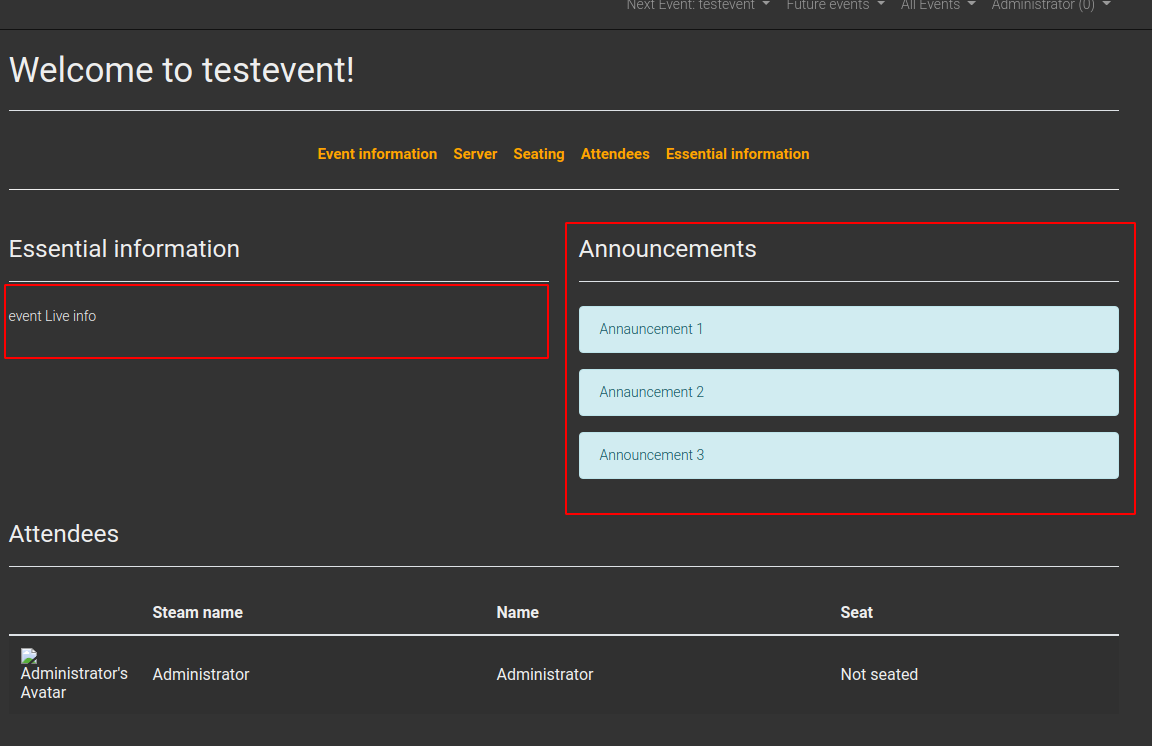 Next Event: testevent Future events All Events Administrator (0)
Welcome to testevent!
Event information Server Seating Attendees Essential information
Essential information
event Live info
Announcements
Annauncement 1
Annauncement 2
Announcement 3
Attendees
Steam name Name Seat
Administrator's
Avatar
Administrator Administrator Not seated